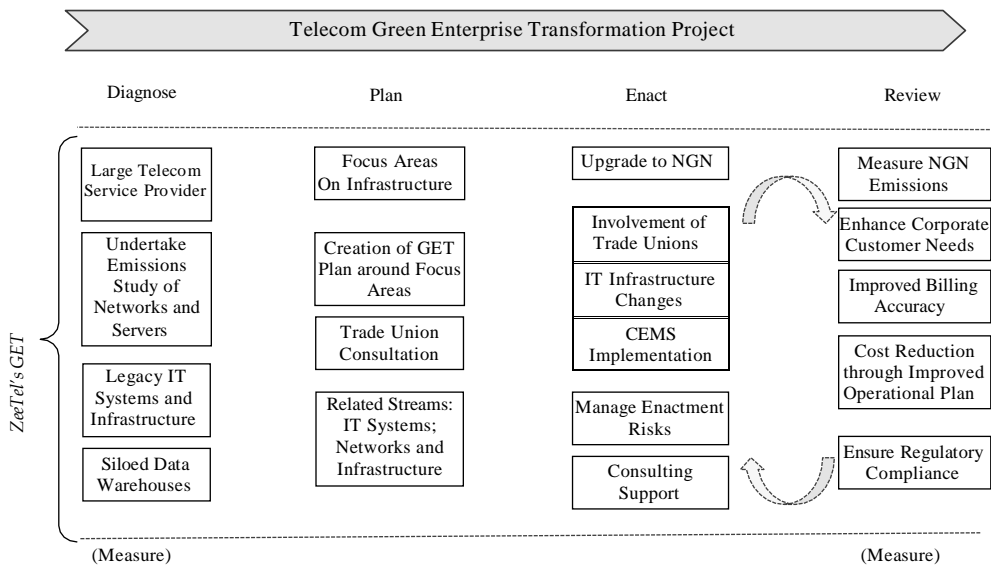 Telecom Green Enterprise Transformation Project
Diagnose
Plan
Enact
Review
ZeeTel's GET
Large Telecom
Service Provider
Undertake
Emissions
Study of
Networks and
Servers
Legacy IT
Systems and
Infrastructure
Siloed Data
Warehouses
Focus Areas
On Infrastructure
Creation of GET
Plan around Focus
Areas
Trade Union
Consultation
Related Streams:
IT Systems;
Networks and
Infrastructure
Upgrade to NGN
Involvement of
Trade Unions
IT Infrastructure
Changes
CEMS
Implementation
Manage Enactment
Risks
Consulting
Support
Measure NGN
Emissions
Enhance Corporate
Customer Needs
Improved Billing
Accuracy
Cost Reduction
through Improved
Operational Plan
Ensure Regulatory
Compliance
(Measure)
(Measure)